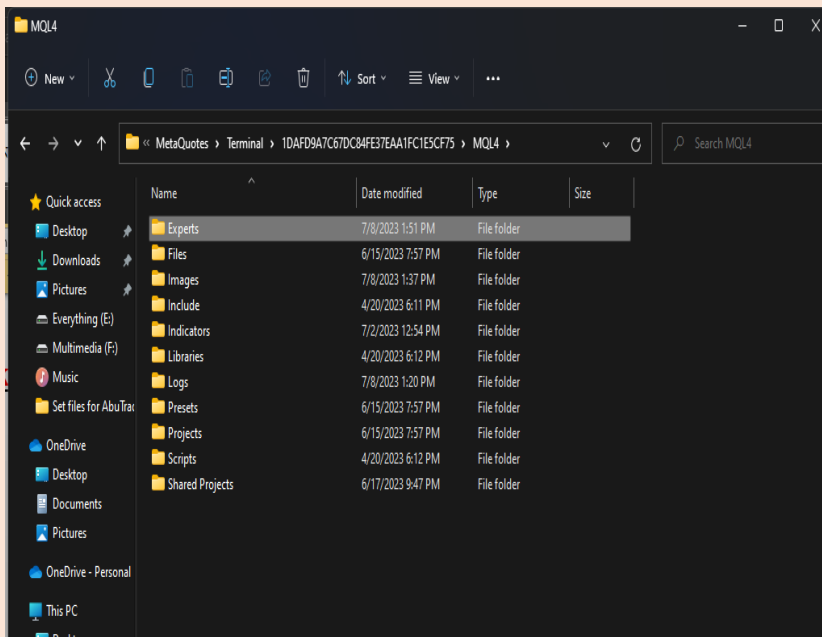 MQL4
New Sort View ...
« MetaQuotes > Terminal > 1DAFD9A7C67DC84FE37EAA1FC1E5CF75 > MQL4 > Search MQL4
Name Date modified Type Size
Quick access
Desktop
Downloads
Pictures
Everything (E:)
Multimedia (F:)
Music
Set files for AbuTrac
OneDrive
Desktop
Documents
Pictures
OneDrive - Personal
This PC
Experts 7/8/2023 1:51 PM File folder
Files 6/15/2023 7:57 PM File folder
Images 7/8/2023 1:37 PM File folder
Include 4/20/2023 6:11 PM File folder
Indicators 7/2/2023 12:54 PM File folder
Libraries 4/20/2023 6:12 PM File folder
Logs 7/8/2023 1:20 PM File folder
Presets 6/15/2023 7:57 PM File folder
Projects 6/15/2023 7:57 PM File folder
Scripts 4/20/2023 6:12 PM File folder
Shared Projects 6/17/2023 9:47 PM File folder